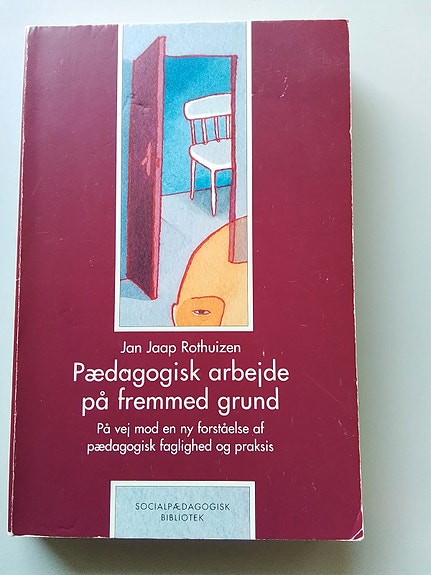 Jan Jaap Rothuizen
Pædagogisk arbejde
på fremmed grund
På vej mod en ny forståelse af
pædagogisk faglighed og praksis
SOCIALPÆDAGOGISK
BIBLIOTEK